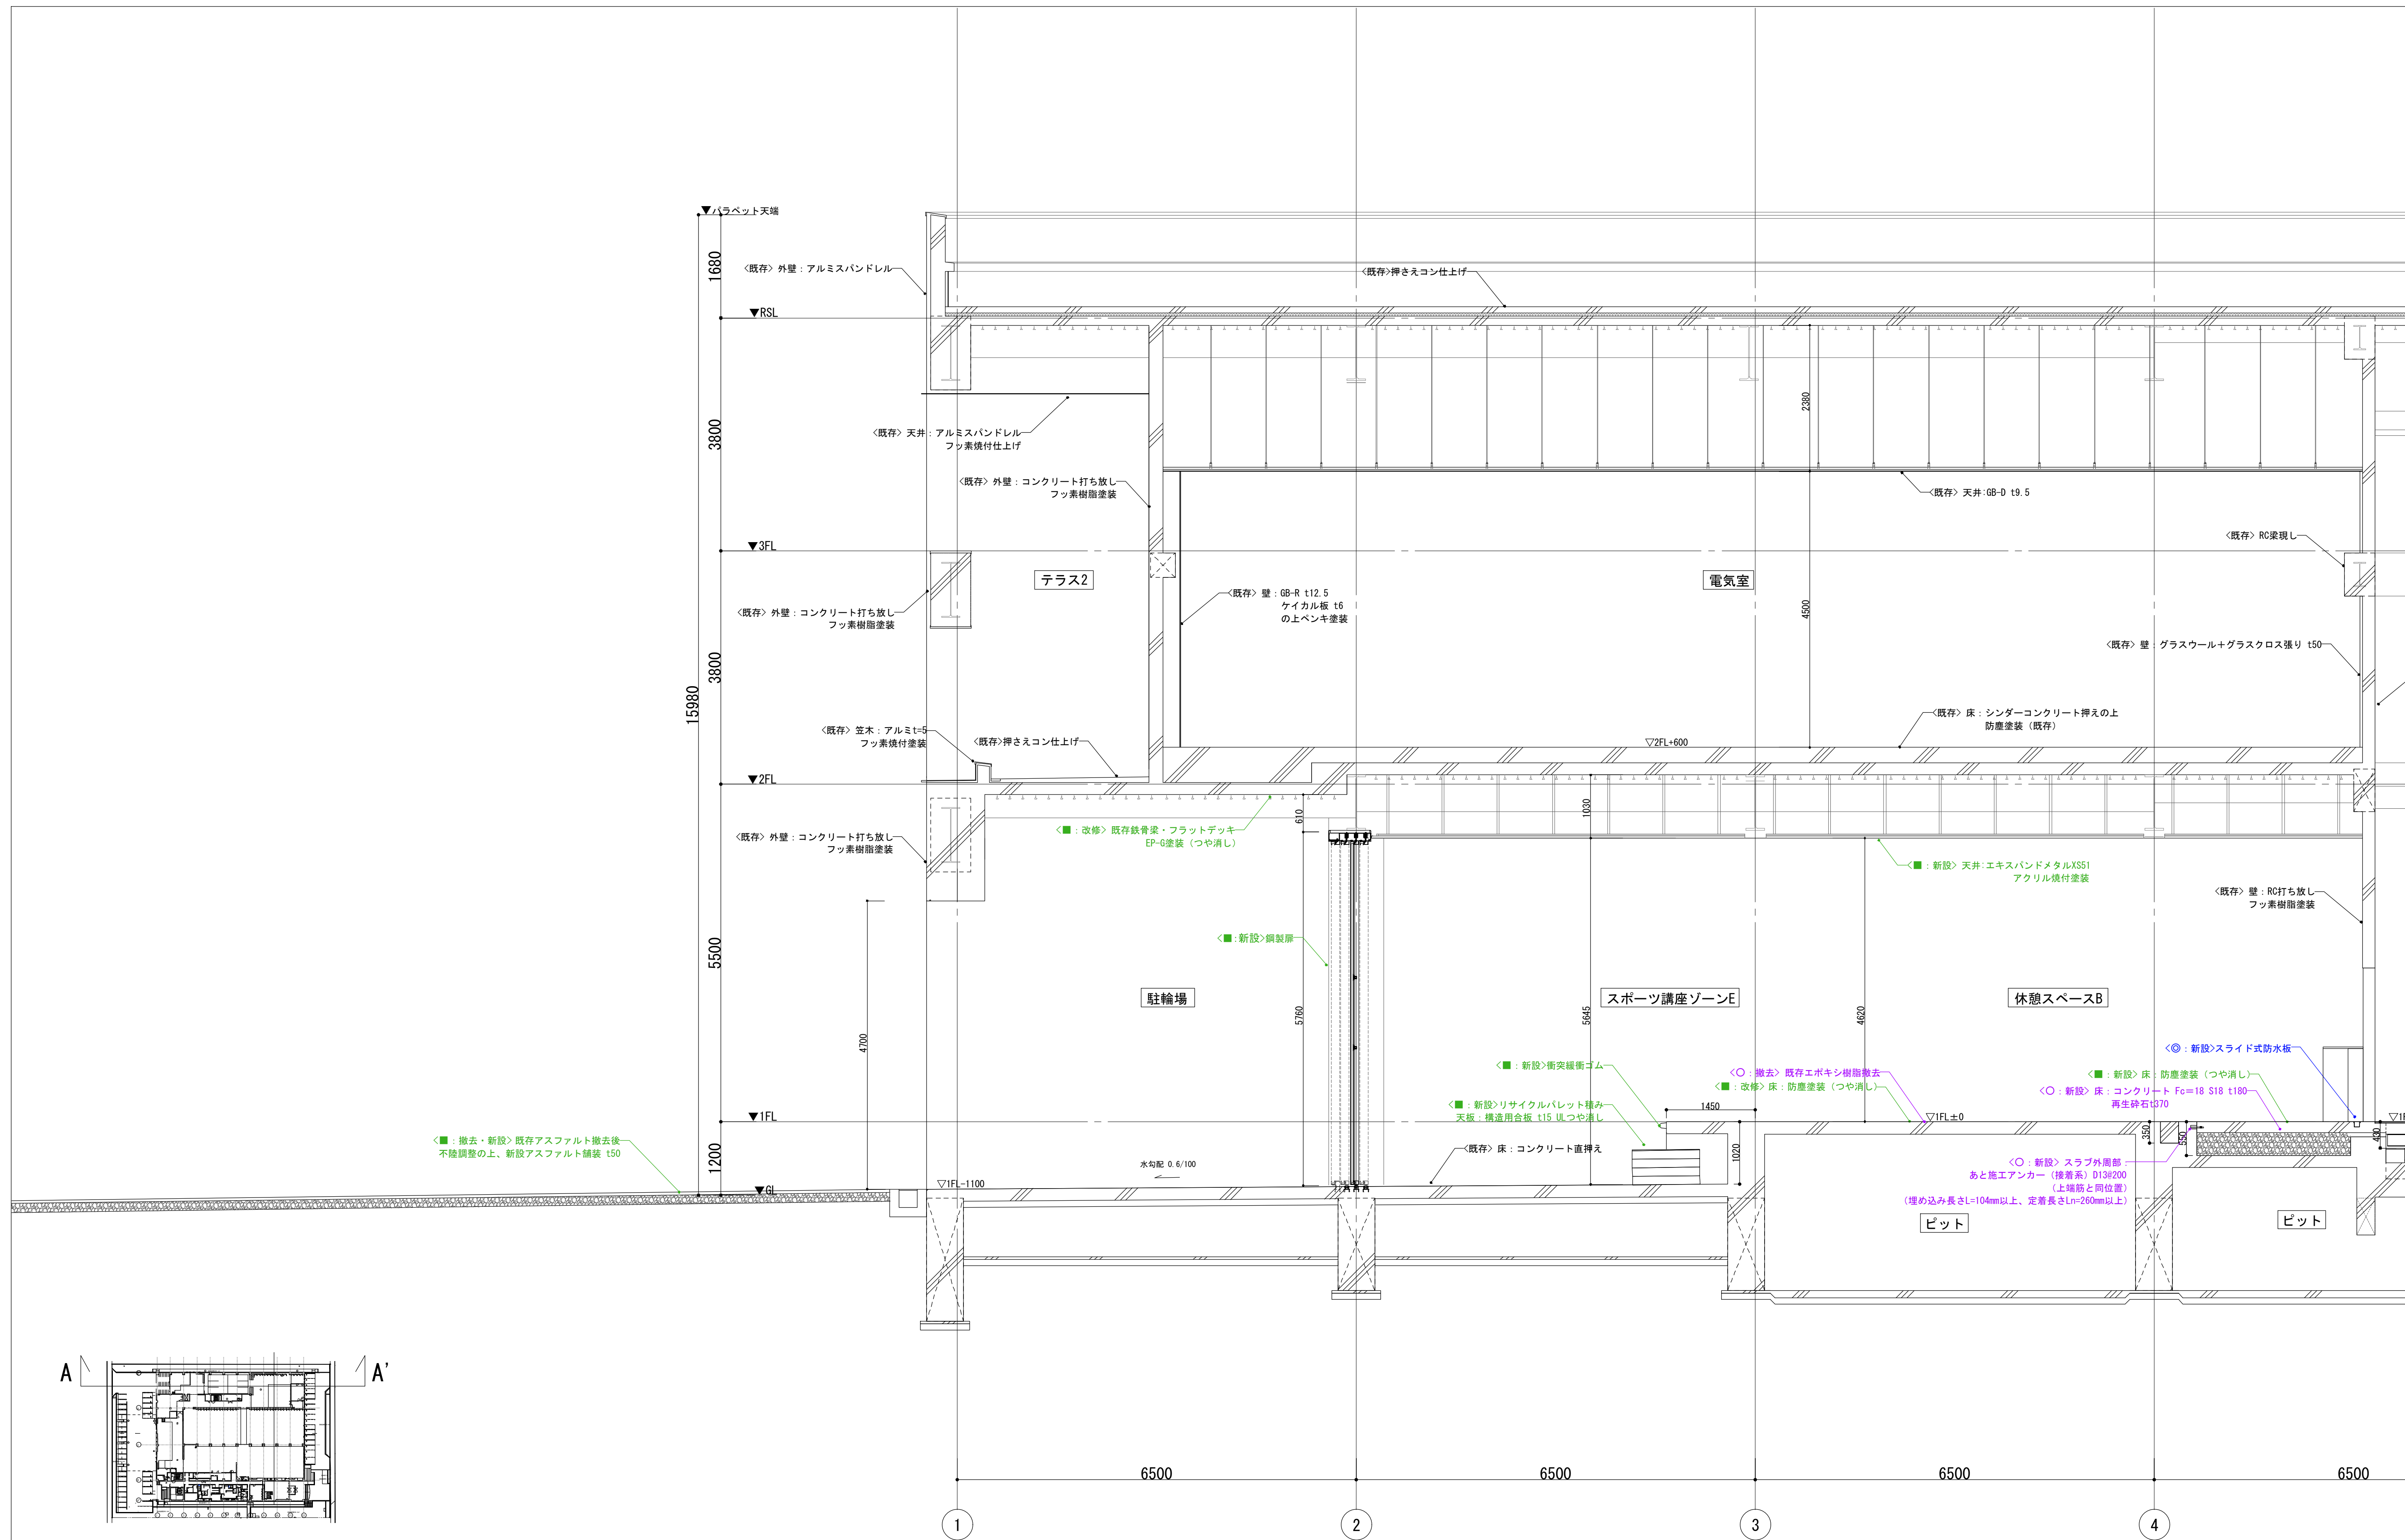 ▼パラペット天端
1680
<既存> 外壁：アルミスパンドレル
<既存>押さえコン仕上げ
▼RSL
3800
2380
<既存> 天井：アルミスパンドレル
フッ素焼付仕上げ
<既存> 外壁：コンクリート打ち放し
フッ素樹脂塗装
<既存> 天井:GB-D t9.5
▼3FL
<既存> RC梁現し
テラス2
電気室
<既存> 壁：GB-R t12.5
ケイカル板 t6
の上ペンキ塗装
4500
<既存> 外壁：コンクリート打ち放し
フッ素樹脂塗装
3800
<既存> 壁：グラスウール＋グラスクロス張り t50
15980
<既存> 笠木：アルミt=5
フッ素焼付塗装
<既存>押さえコン仕上げ
<既存> 床：シンダーコンクリート押えの上
防塵塗装（既存）
▽2FL+600
▼2FL
610
1030
<既存> 外壁：コンクリート打ち放し
フッ素樹脂塗装
<■：改修> 既存鉄骨梁・フラットデッキ
EP-G塗装（つや消し）
<■：新設> 天井:エキスパンドメタルXS51
アクリル焼付塗装
<既存> 壁：RC打ち放し
フッ素樹脂塗装
5500
<■:新設>鋼製扉
駐輪場
スポーツ講座ゾーンE
休憩スペースB
4700
5760
5645
4620
<◎：新設>スライド式防水板
<■：新設>衝突緩衝ゴム
<〇：撤去> 既存エポキシ樹脂撤去
<■：改修> 床：防塵塗装（つや消し）
<■：新設> 床：防塵塗装（つや消し）
<〇：新設> 床：コンクリート Fc=18 S18 t180
再生砕石t370
<■：新設>リサイクルパレット積み
天板：構造用合板 t15 ULつや消し
1450
▼1FL
▽1FL±0
350
550
430
<■：撤去・新設> 既存アスファルト撤去後
不陸調整の上、新設アスファルト舗装 t50
1200
<既存> 床：コンクリート直押え
1020
水勾配 0.6/100
<〇：新設> スラブ外周部：
あと施工アンカー（接着系）D13@200
（上端筋と同位置）
（埋め込み長さL=104mm以上、定着長さLn=260mm以上）
▼GL
▽1FL-1100
ピット
ピット
A
A'
6500
6500
6500
6500
1
2
3
4